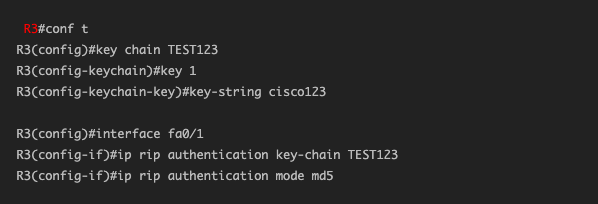 R3#conf t
R3(config)#key chain TEST123
R3(config-keychain)#key 1
R3(config-keychain-key)#key-string cisco123
R3(config)#interface fa0/1
R3(config-if)#ip rip authentication key-chain TEST123
R3(config-if)#ip rip authentication mode md5